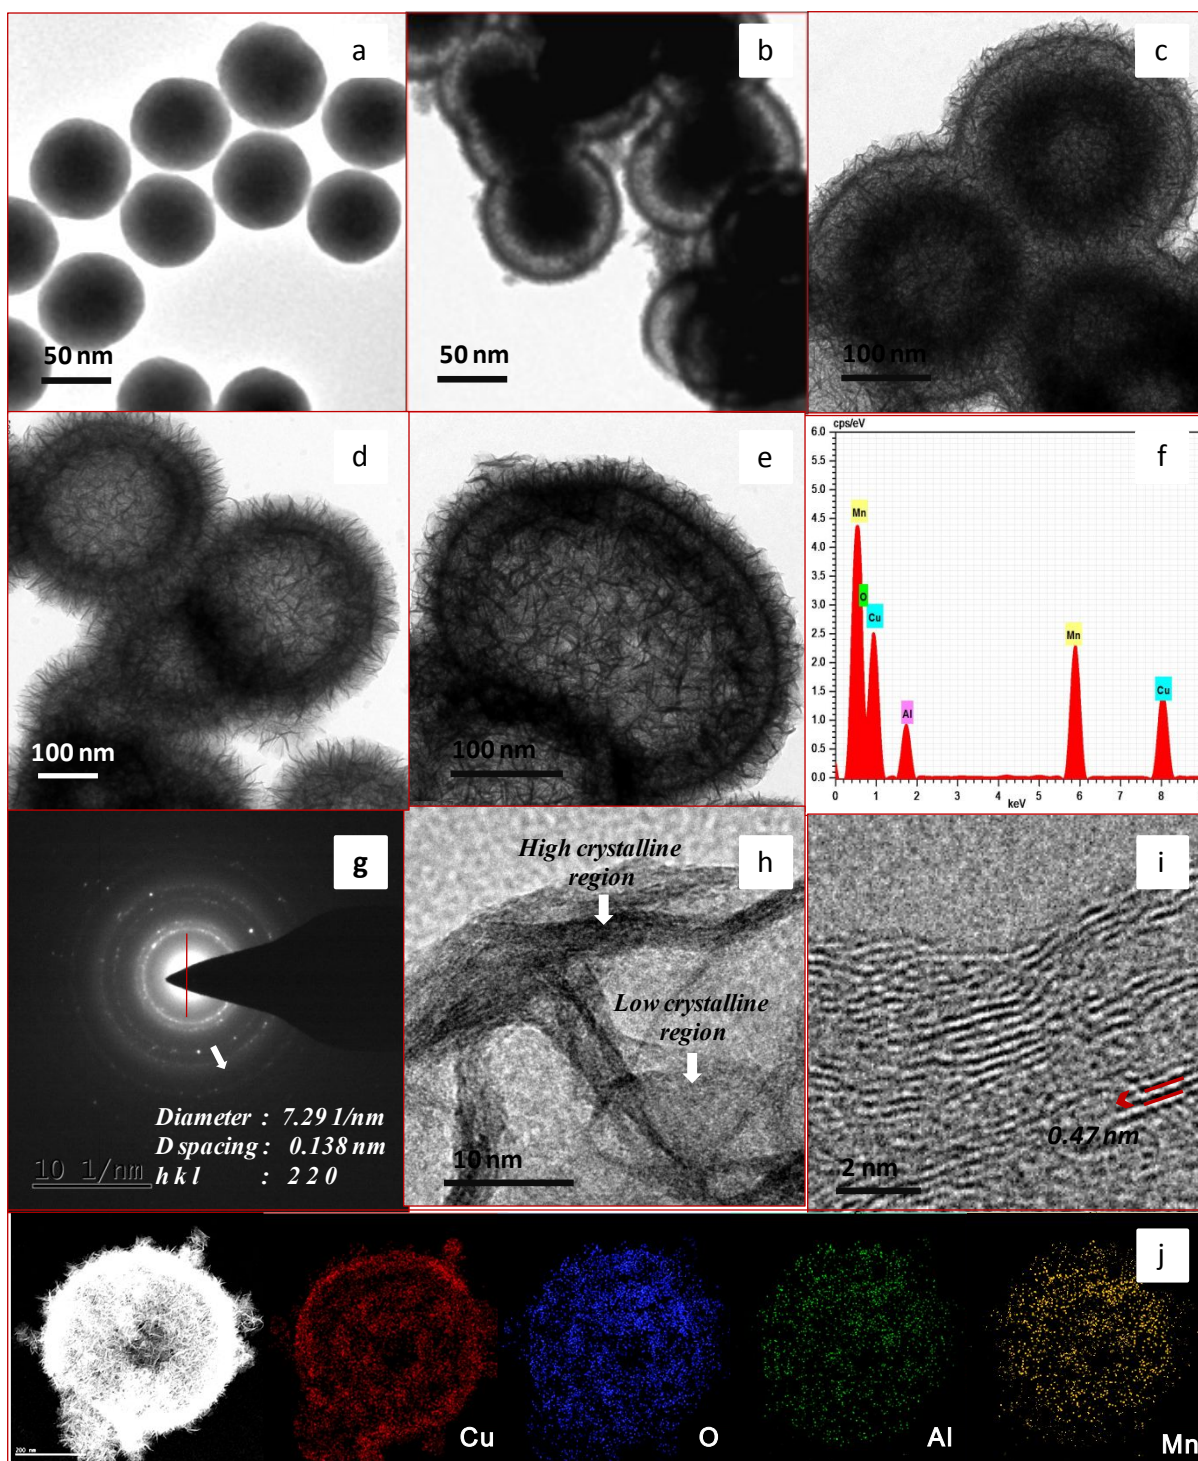 a
b
c
50 nm
50 nm
100 nm
d
e
f
100 nm
100 nm
cps/eV
6.0
5.5
5.0
4.5
4.0
3.5
3.0
2.5
2.0
1.5
1.0
0.5
0.0
Mn
O
Cu
Al
Mn
Cu
0 1 2 3 4 5 6 7 8
keV
g
Diameter : 7.29 1/nm
D spacing : 0.138 nm
h k l : 2 2 0
10 1/nm
h
High crystalline
region
Low crystalline
region
10 nm
i
0.47 nm
2 nm
j
200 nm
Cu
O
Al
Mn